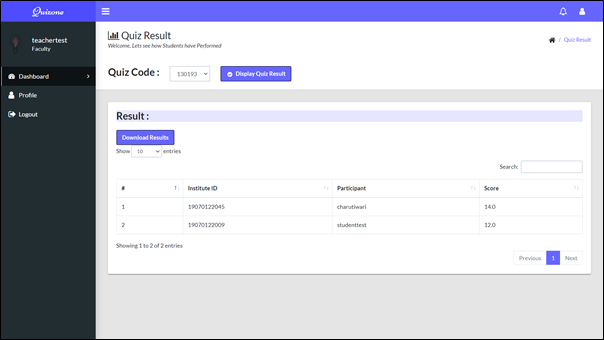 Quizone
teachertest
Faculty
Dashboard
Profile
Logout
Quiz Result
Welcome, Lets see how Students have Performed
/ Quiz Result
Quiz Code :
130193
Display Quiz Result
Result :
Download Results
Show 10 entries
Search:
# Institute ID Participant Score
1 19070122045 charutiwari 14.0
2 19070122009 studenttest 12.0
Showing 1 to 2 of 2 entries
Previous 1 Next